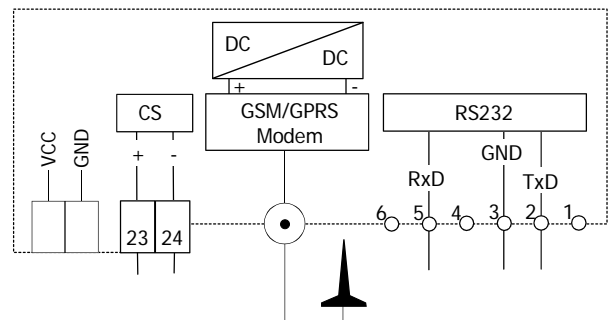 DC
DC
+ -
CS
GSM/GPRS
Modem
RS232
VCC
GND
+ -
GND
RxD
TxD
6 5 4 3 2 1
23 24